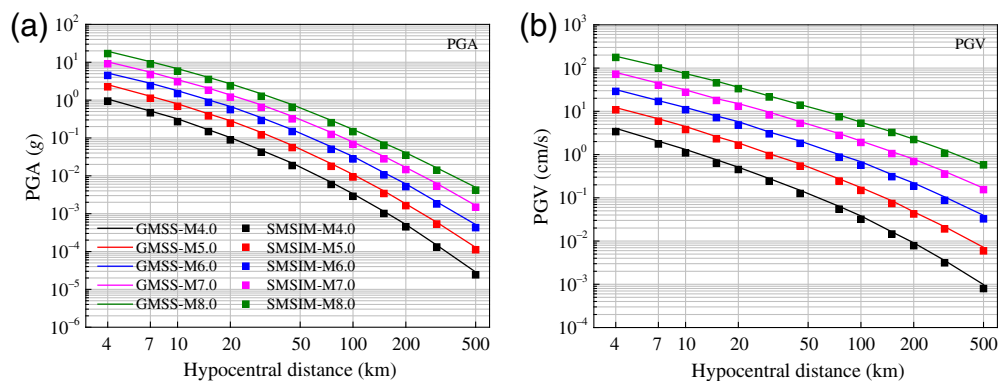 (a)
PGA
PGA (g)
10^2
10^1
10^0
10^-1
10^-2
10^-3
10^-4
10^-5
10^-6
GMSS-M4.0 SMSIM-M4.0
GMSS-M5.0 SMSIM-M5.0
GMSS-M6.0 SMSIM-M6.0
GMSS-M7.0 SMSIM-M7.0
GMSS-M8.0 SMSIM-M8.0
4 7 10 20 50 100 200 500
Hypocentral distance (km)
(b)
PGV
PGV (cm/s)
10^3
10^2
10^1
10^0
10^-1
10^-2
10^-3
10^-4
4 7 10 20 50 100 200 500
Hypocentral distance (km)